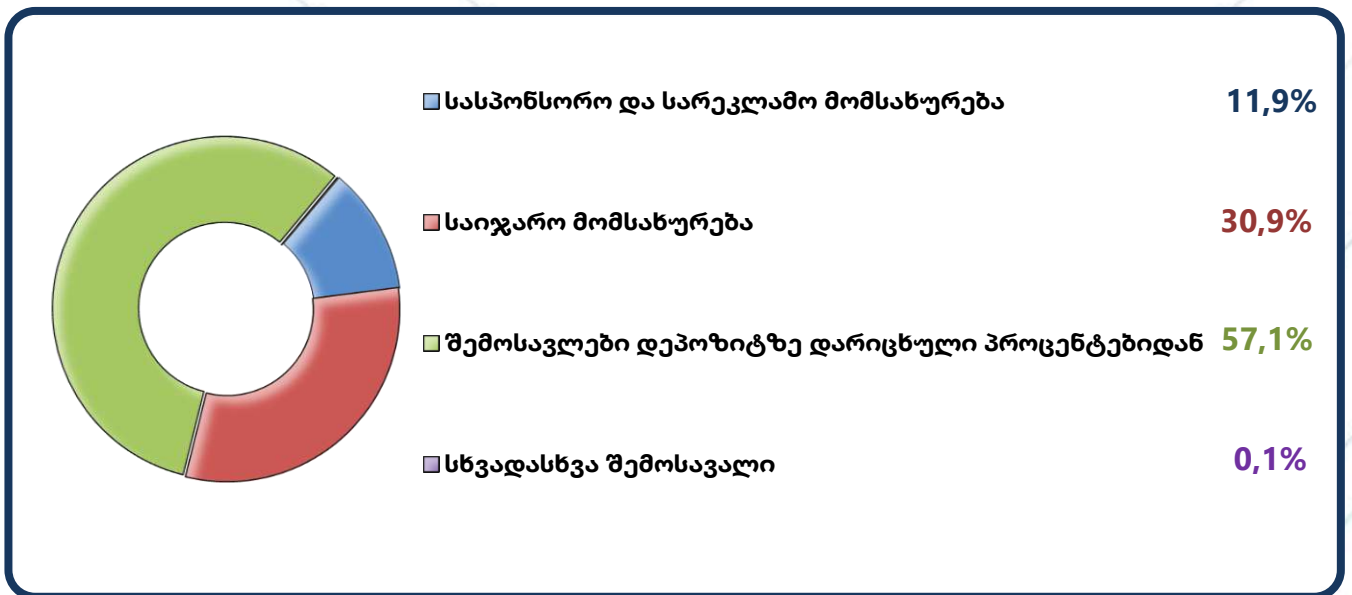 სასპონსორო და სარეკლამო მომსახურება 11,9%
საიჯარო მომსახურება 30,9%
შემოსავლები დეპოზიტზე დარიცხული პროცენტებიდან 57,1%
სხვადასხვა შემოსავალი 0,1%